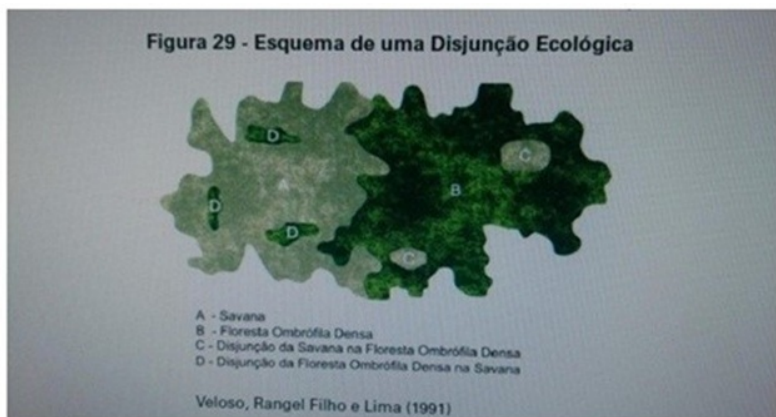 Figura 29 - Esquema de uma Disjunção Ecológica
D
C
A
B
D
D
C
A - Savana
B - Floresta Ombrófila Densa
C - Disjunção da Savana na Floresta Ombrófila Densa
D - Disjunção da Floresta Ombrófila Densa na Savana
Veloso, Rangel Filho e Lima (1991)